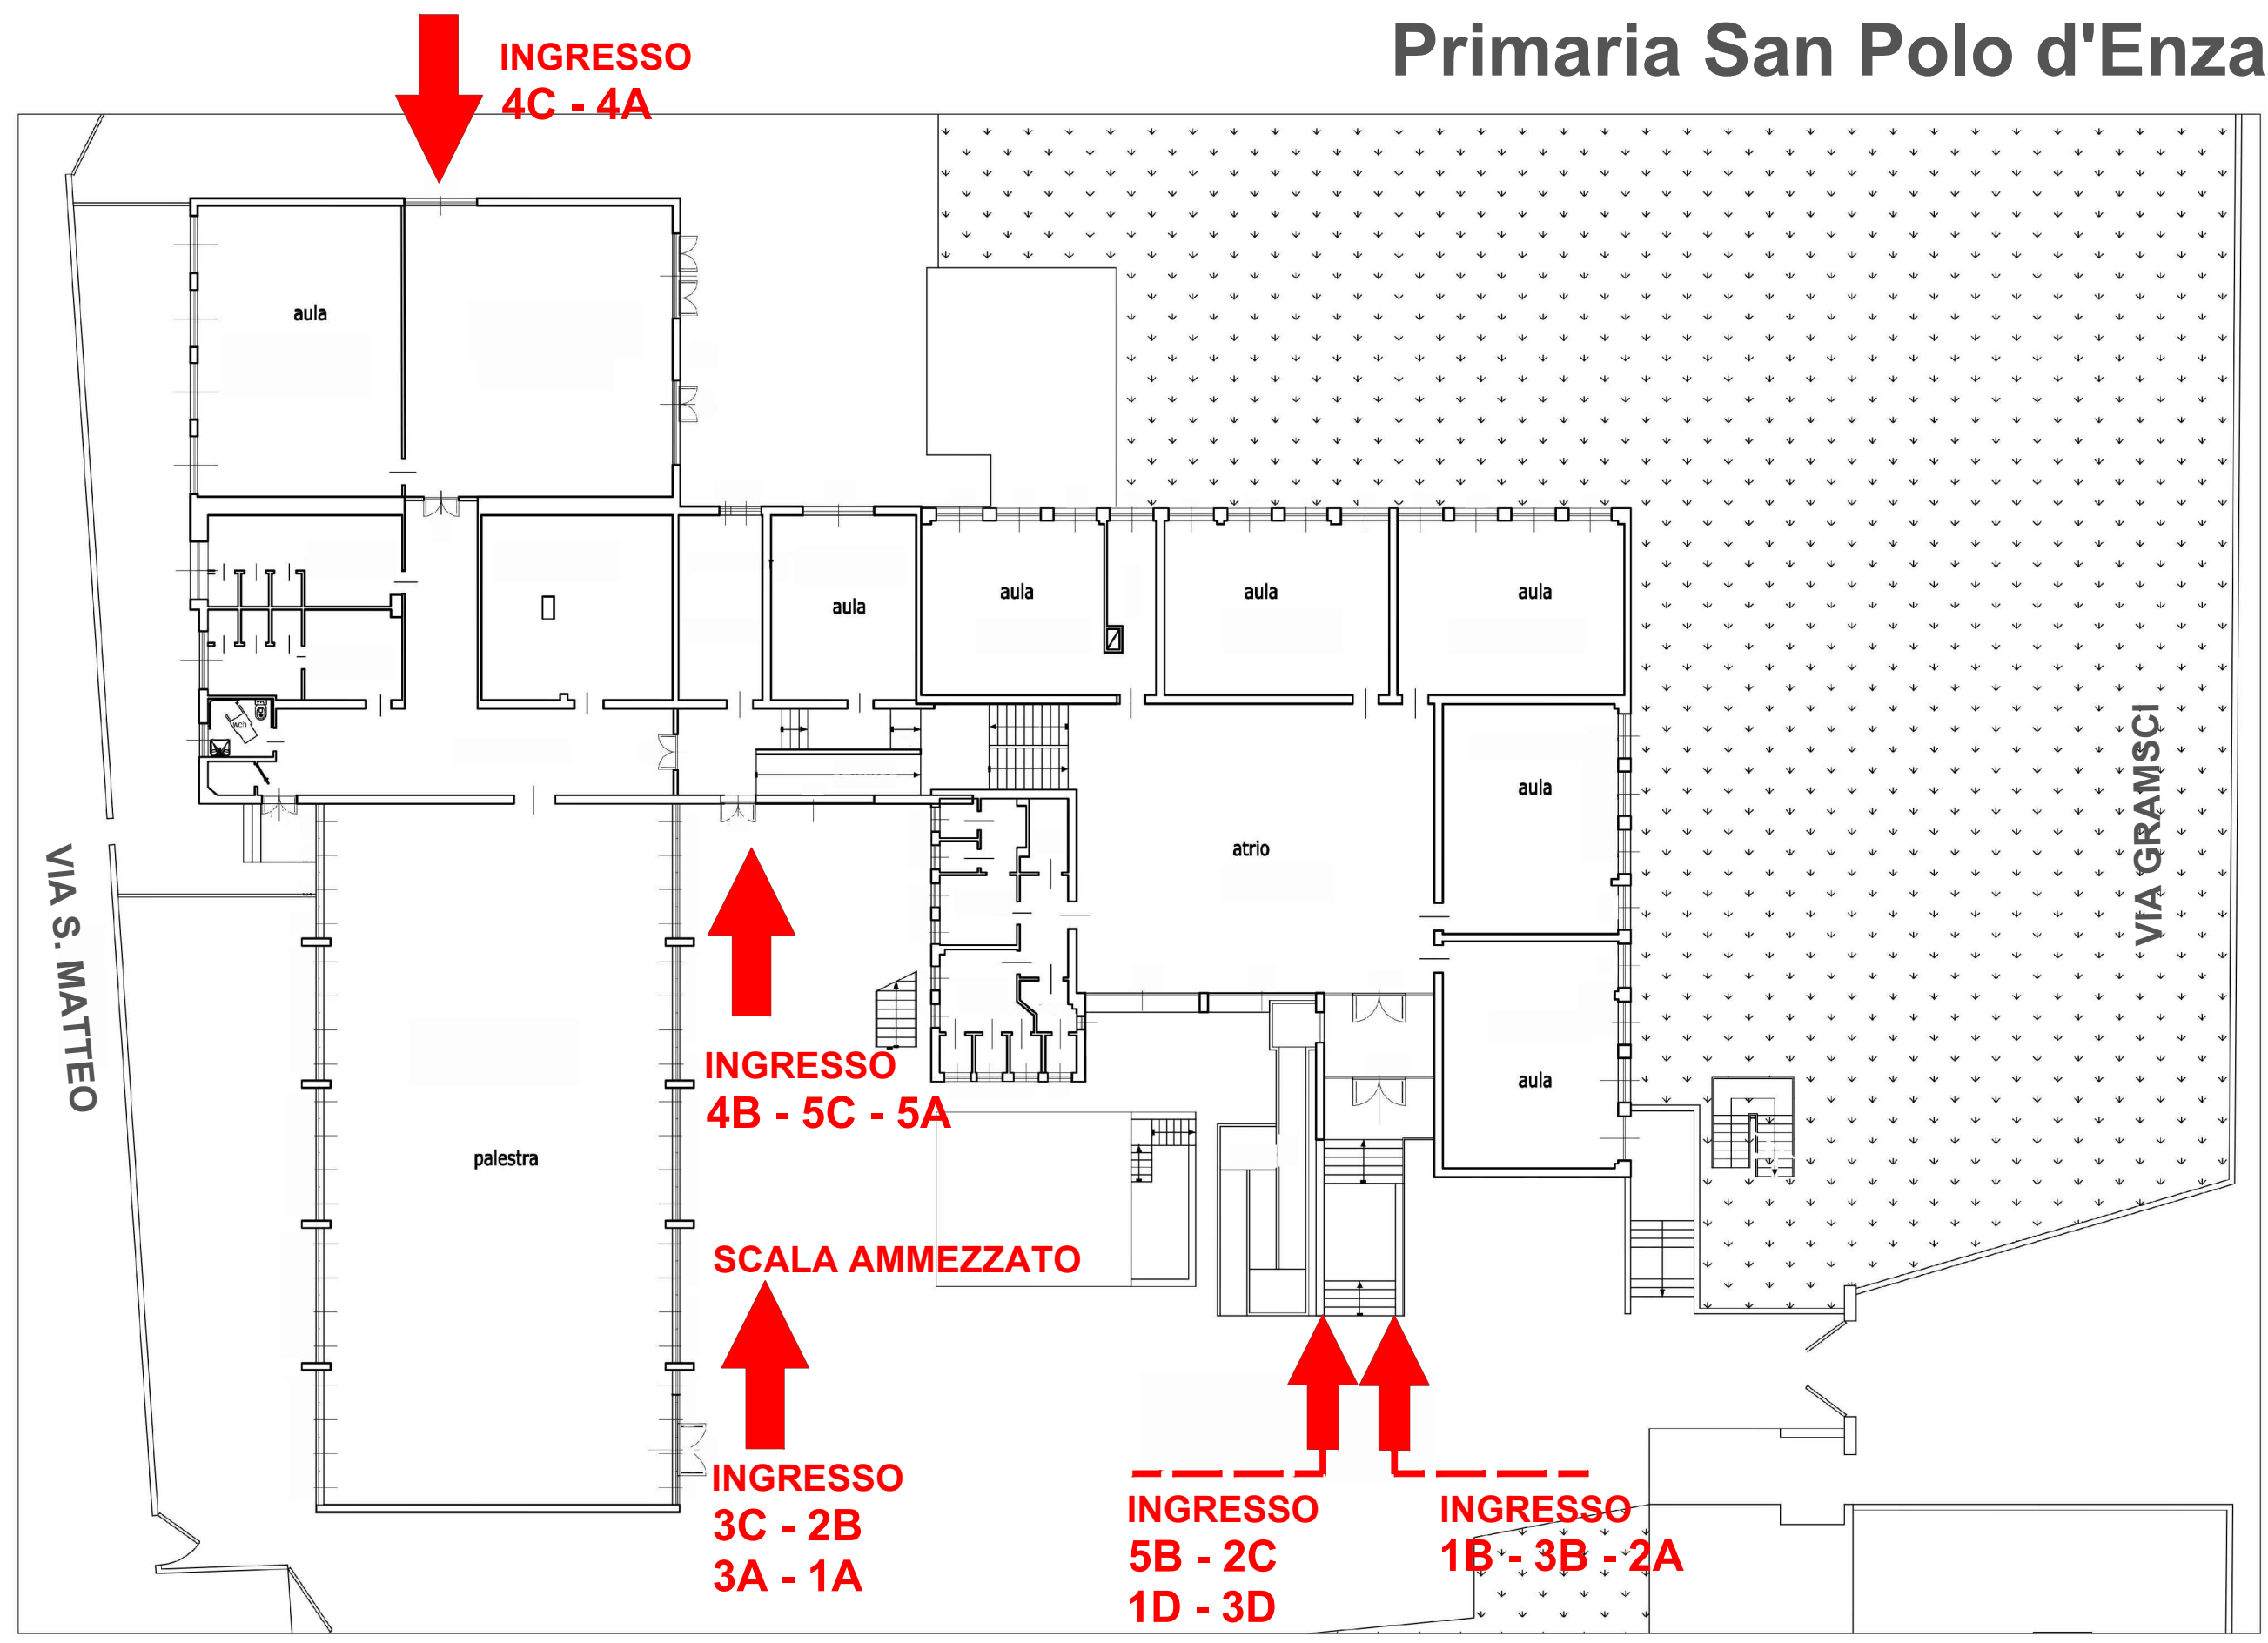 Primaria San Polo d'Enza
INGRESSO
4C - 4A
aula
aula
aula
aula
aula
wch
aula
atrio
VIA GRAMSCI
VIA S. MATTEO
INGRESSO
4B - 5C - 5A
aula
palestra
SCALA AMMEZZATO
INGRESSO
3C - 2B
3A - 1A
INGRESSO
5B - 2C
1D - 3D
INGRESSO
1B - 3B - 2A